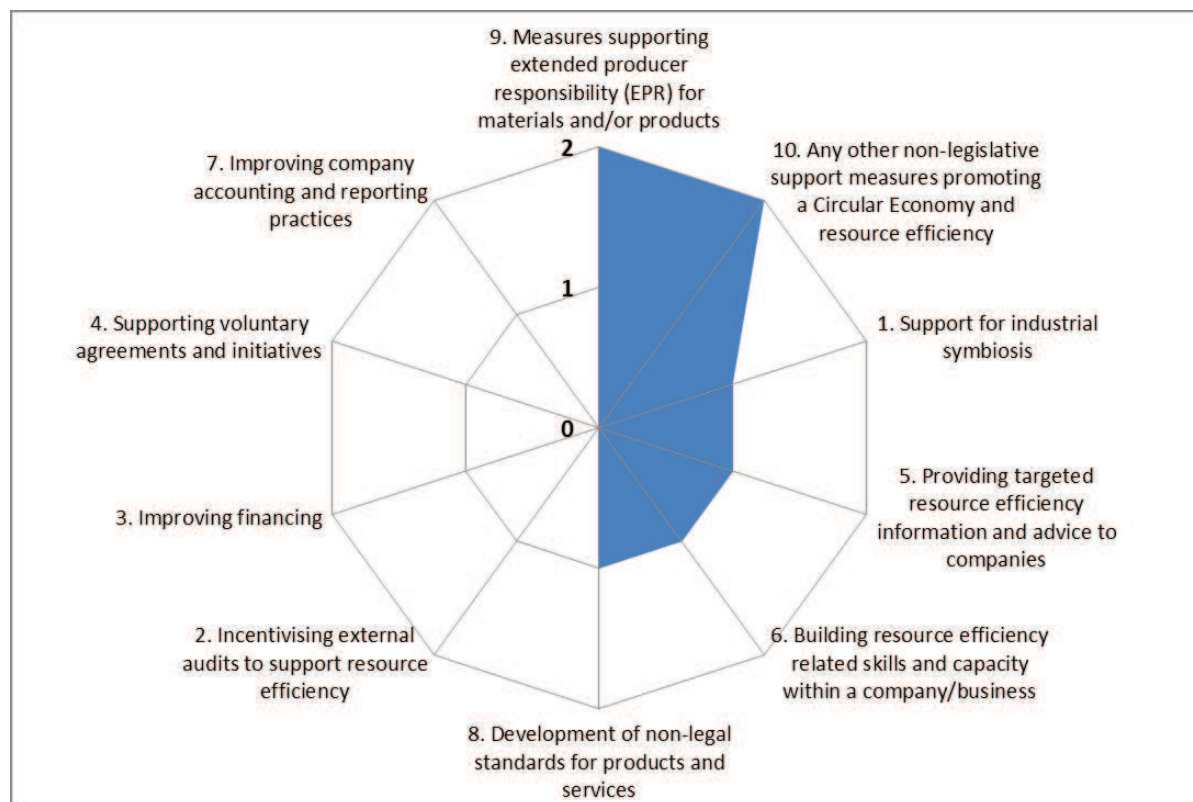 9. Measures supporting
extended producer
responsibility (EPR) for
materials and/or products
2
10. Any other non-legislative
support measures promoting
a Circular Economy and
resource efficiency
7. Improving company
accounting and reporting
practices
1
1. Support for industrial
symbiosis
4. Supporting voluntary
agreements and initiatives
0
5. Providing targeted
resource efficiency
information and advice to
companies
3. Improving financing
6. Building resource efficiency
related skills and capacity
within a company/business
2. Incentivising external
audits to support resource
efficiency
8. Development of non-legal
standards for products and
services